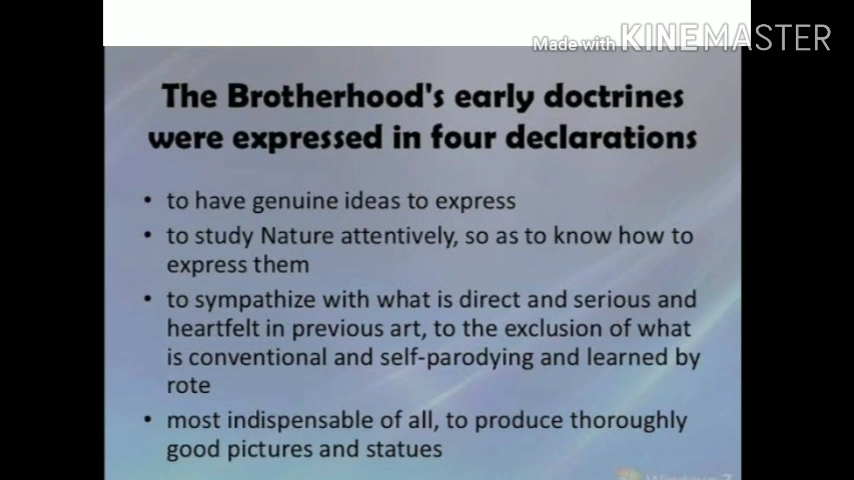 Made with KINEMASTER
The Brotherhood's early doctrines
were expressed in four declarations
• to have genuine ideas to express
• to study Nature attentively, so as to know how to
express them
• to sympathize with what is direct and serious and
heartfelt in previous art, to the exclusion of what
is conventional and self-parodying and learned by
rote
• most indispensable of all, to produce thoroughly
good pictures and statues
Windows 7